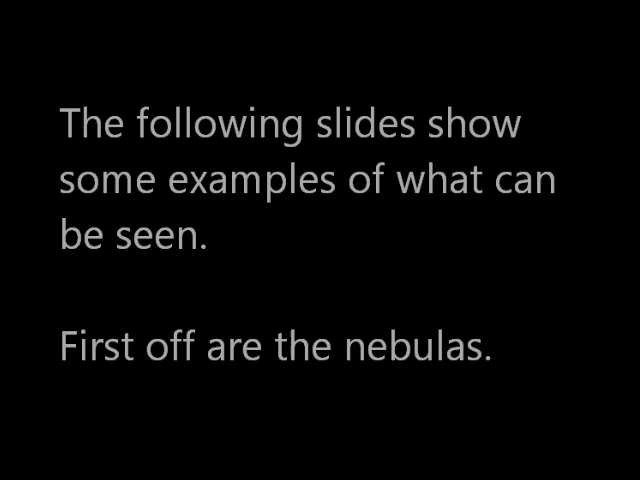 The following slides show
some examples of what can
be seen.
First off are the nebulas.